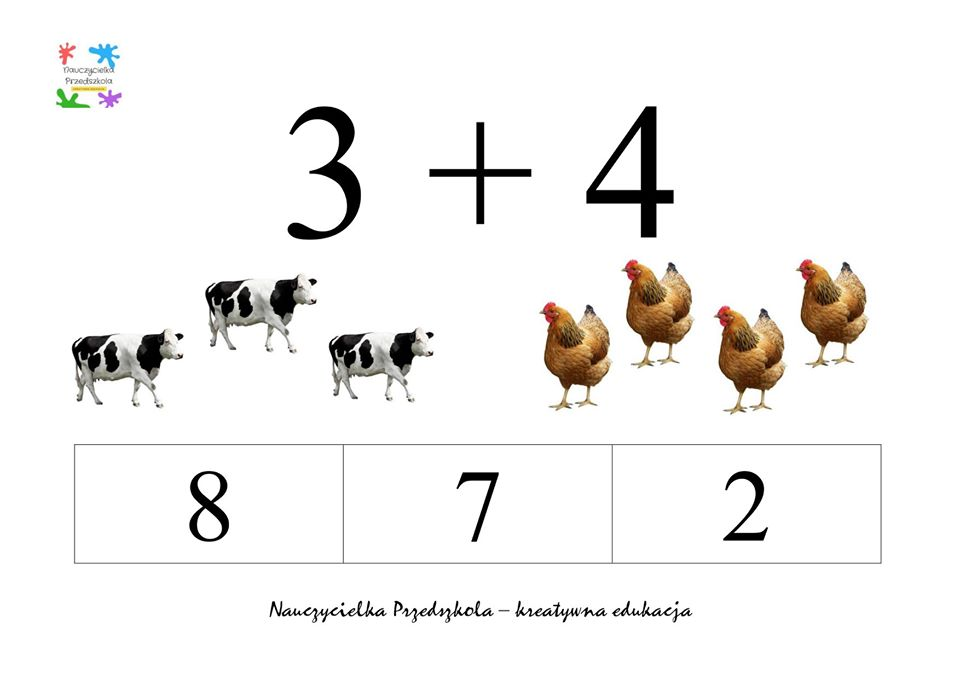 Nauczycielka
Przedszkola
3 + 4
8 7 2
Nauczycielka Przedszkola – kreatywna edukacja